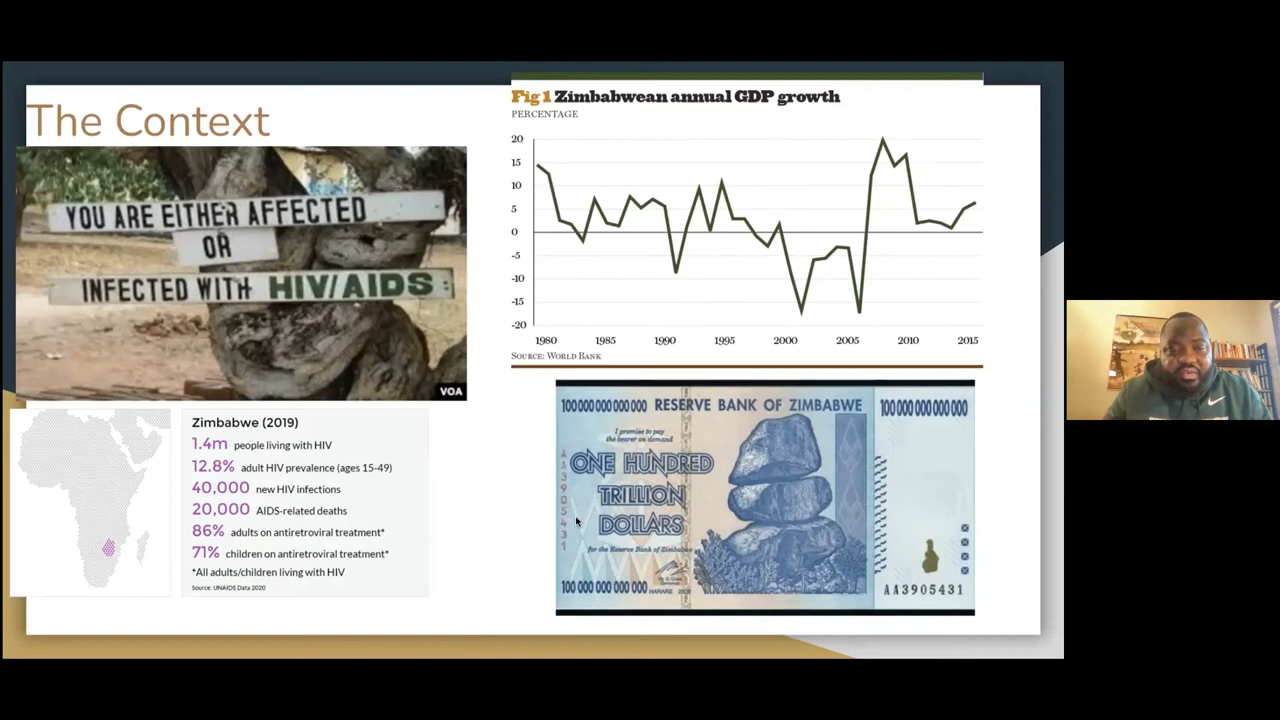 The Context
YOU ARE EITHER AFFECTED
OR
INFECTED WITH HIV/AIDS
VOA
Zimbabwe (2019)
1.4m people living with HIV
12.8% adult HIV prevalence (ages 15-49)
40,000 new HIV infections
20,000 AIDS-related deaths
86% adults on antiretroviral treatment*
71% children on antiretroviral treatment*
*All adults/children living with HIV
Source: UNAIDS Data 2020
Fig 1 Zimbabwean annual GDP growth
PERCENTAGE
20
15
10
5
0
-5
-10
-15
-20
1980 1985 1990 1995 2000 2005 2010 2015
SOURCE: WORLD BANK
100000000000000 RESERVE BANK OF ZIMBABWE 100000000000000
I promise to pay
the bearer on demand
ONE HUNDRED
TRILLION
DOLLARS
for the Reserve Bank of Zimbabwe
AA3905431
100000000000000 HARARE
AA3905431